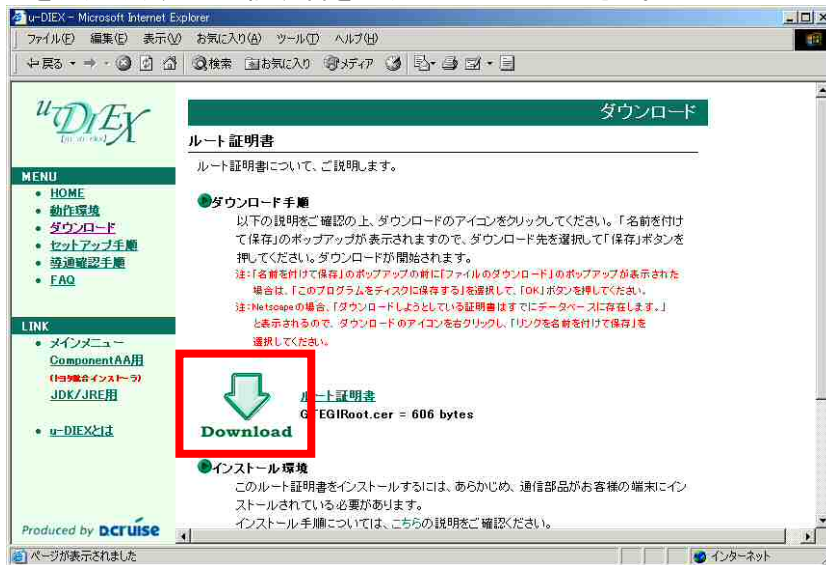 u-DIEX - Microsoft Internet Explorer
ファイル(F) 編集(E) 表示(V) お気に入り(A) ツール(T) ヘルプ(H)
戻る 検索 お気に入り メディア
u-DIEX
ダウンロード
ルート証明書
ルート証明書について、ご説明します。
MENU
HOME
動作環境
ダウンロード
セットアップ手順
導通確認手順
FAQ
ダウンロード手順
以下の説明をご確認の上、ダウンロードのアイコンをクリックしてください。「名前を付け
て保存」のポップアップが表示されますので、ダウンロード先を選択して「保存」ボタンを
押してください。ダウンロードが開始されます。
注:「名前を付けて保存」のポップアップの前に「ファイルのダウンロード」のポップアップが表示された
場合は、「このプログラムをディスクに保存する」を選択して、「OK」ボタンを押してください。
注:Netscapeの場合、「ダウンロードしようとしている証明書はすでにデータベースに存在します。」
と表示されるので、ダウンロードのアイコンを右クリックし、「リンクを名前を付けて保存」を
選択してください。
LINK
メインメニュー
ComponentAA用
(トヨタ統合インストーラ)
JDK/JRE用
u-DIEXとは
Download
ルート証明書
GTEGIRoot.cer = 606 bytes
インストール環境
このルート証明書をインストールするには、あらかじめ、通信部品がお客様の端末にイン
ストールされている必要があります。
インストール手順については、こちらの説明をご確認ください。
Produced by D.CRUISE
ページが表示されました
インターネット